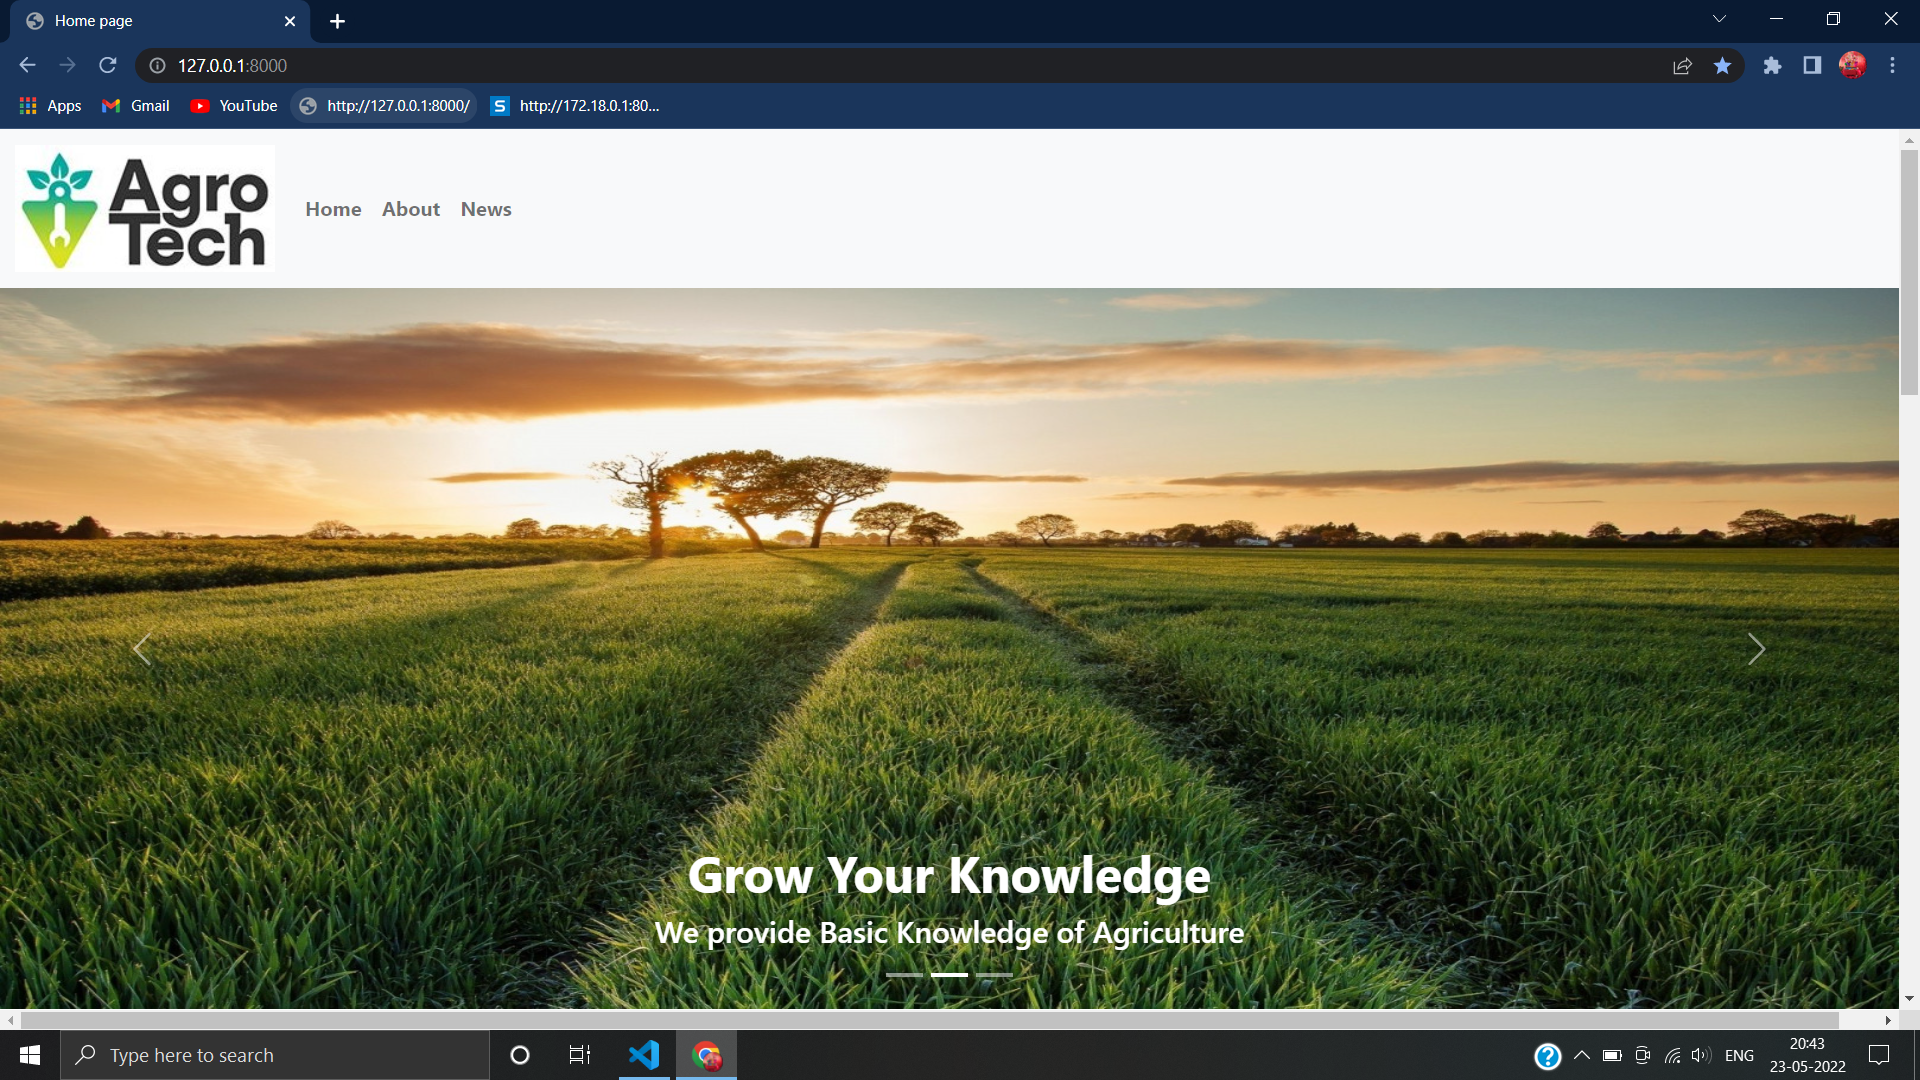 Home page
127.0.0.1:8000
Apps Gmail YouTube http://127.0.0.1:8000/ S http://172.18.0.1:80...
Agro
Tech
Home About News
Grow Your Knowledge
We provide Basic Knowledge of Agriculture
Type here to search
ENG
20:43
23-05-2022